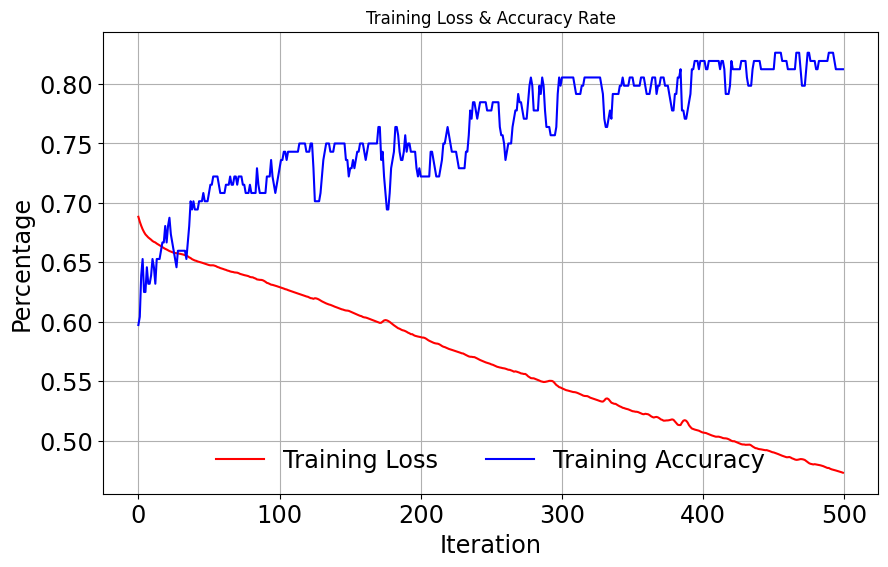 Training Loss & Accuracy Rate
0.80
0.75
0.70
0.65
0.60
0.55
0.50
Percentage
Training Loss
Training Accuracy
0
100
200
300
400
500
Iteration